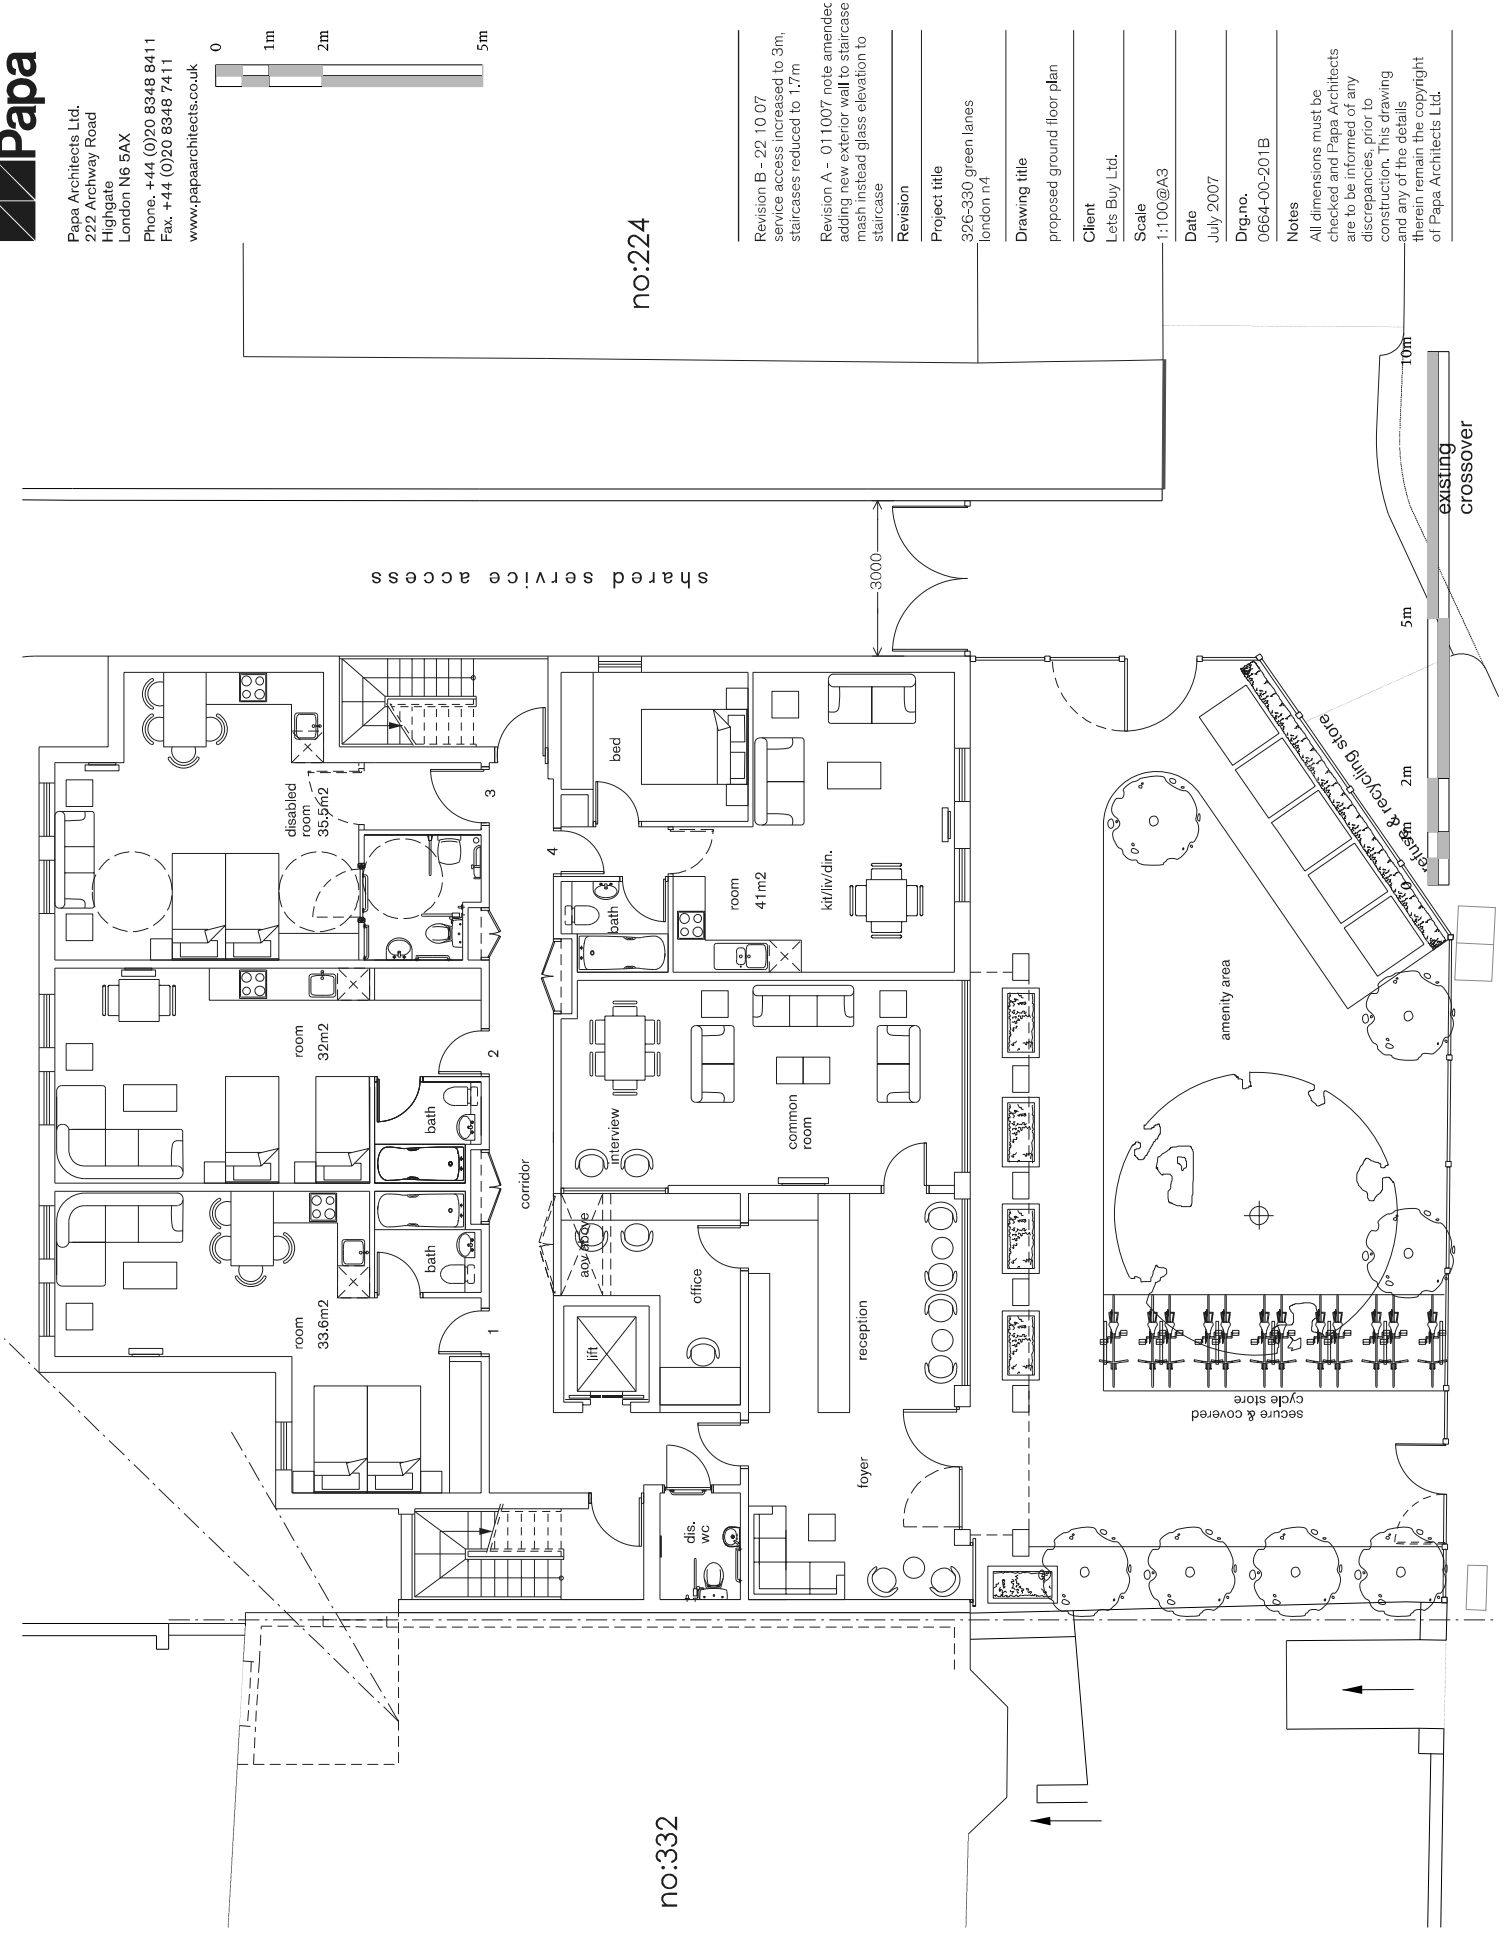 Papa
Papa Architects Ltd.
222 Archway Road
Highgate
London N6 5AX
Phone. +44 (0)20 8348 8411
Fax. +44 (0)20 8348 7411
www.papaarchitects.co.uk
0
1m
2m
5m
Revision B - 22 10 07
service access increased to 3m,
staircases reduced to 1.7m
Revision A - 011007 note amended
adding new exterior wall to staircase
mash instead glass elevation to
staircase
Revision
Project title
326-330 green lanes
london n4
Drawing title
proposed ground floor plan
Client
Lets Buy Ltd.
Scale
1:100@A3
Date
July 2007
Drg.no.
0664-00-201B
Notes
All dimensions must be
checked and Papa Architects
are to be informed of any
discrepancies, prior to
construction. This drawing
and any of the details
therein remain the copyright
of Papa Architects Ltd.
no:224
shared service access
3000
existing
crossover
10m
5m
2m
1m
0
refuse & recycling store
disabled
room
35.5m2
3
bed
4
bath
room
41m2
kit/liv/din.
room
32m2
2
bath
corridor
interview
common
room
amenity area
room
33.6m2
bath
1
aov above
office
lift
reception
secure & covered
cycle store
foyer
dis.
wc
no:332